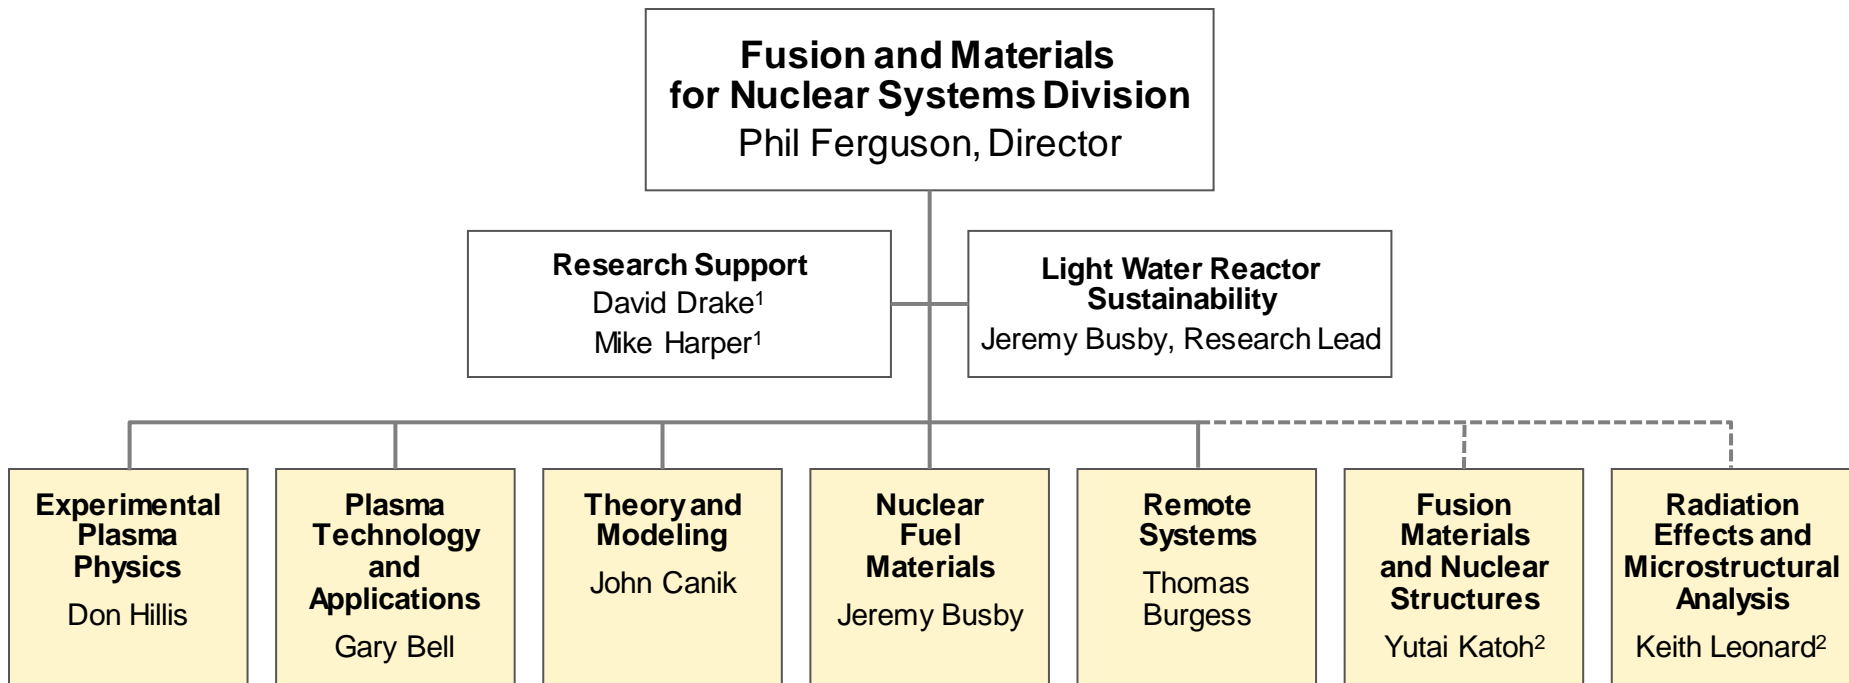 Fusion and Materials
for Nuclear Systems Division
Phil Ferguson, Director
Research Support
David Drake¹
Mike Harper¹
Light Water Reactor
Sustainability
Jeremy Busby, Research Lead
Experimental
Plasma
Physics
Don Hillis
Plasma
Technology
and
Applications
Gary Bell
Theory and
Modeling
John Canik
Nuclear
Fuel
Materials
Jeremy Busby
Remote
Systems
Thomas
Burgess
Fusion
Materials
and Nuclear
Structures
Yutai Katoh²
Radiation
Effects and
Microstructural
Analysis
Keith Leonard²